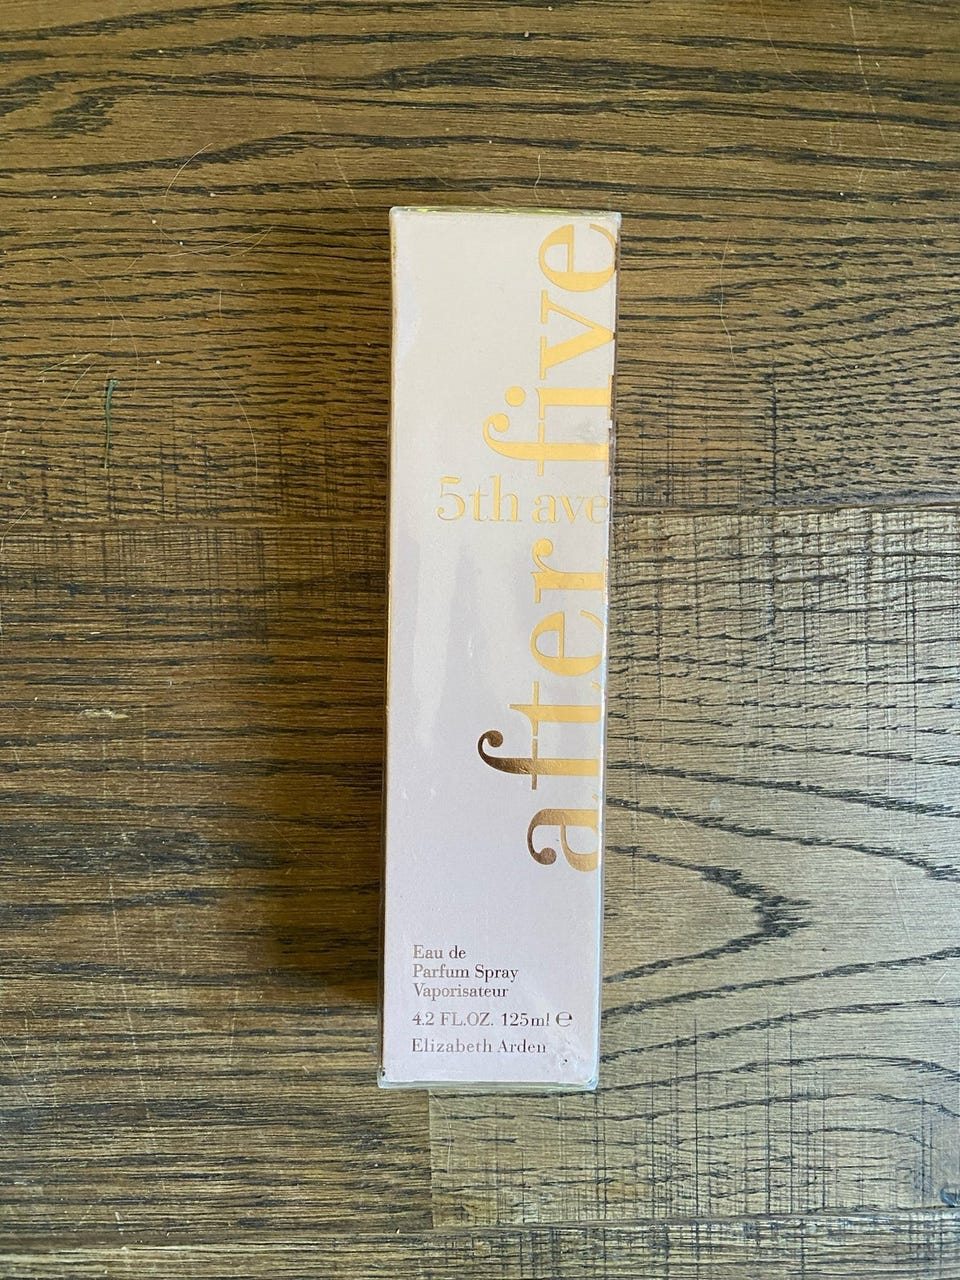 after five
5th ave
Eau de
Parfum Spray
Vaporisateur
4.2 FL.OZ. 125ml ℮
Elizabeth Arden